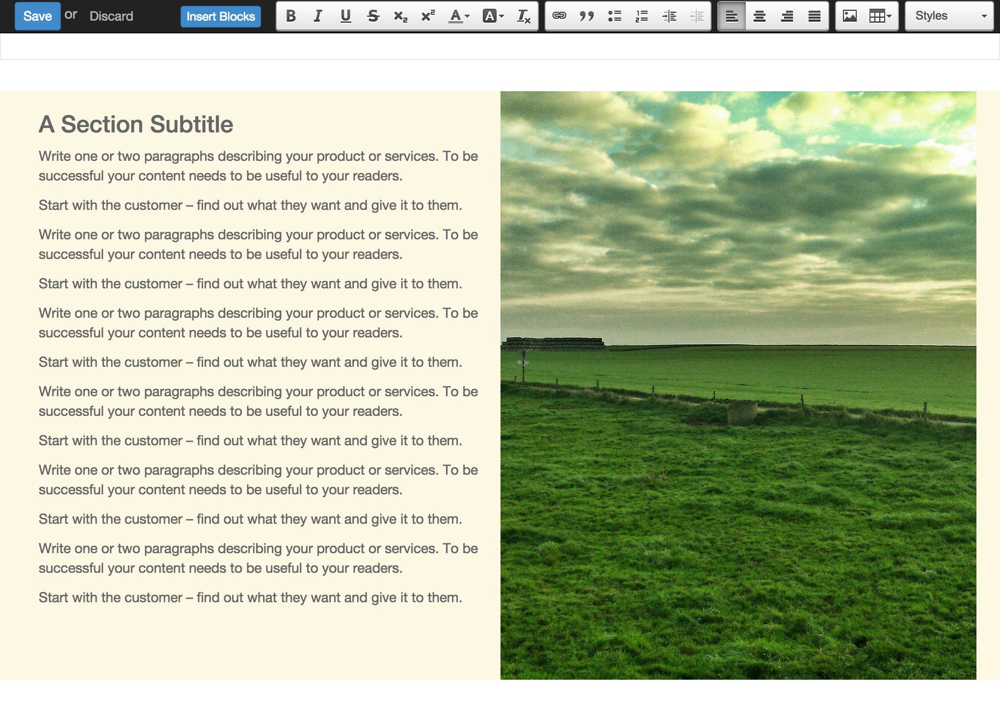 Save or Discard Insert Blocks B I U S x₂ x² A A Tx Styles
A Section Subtitle
Write one or two paragraphs describing your product or services. To be
successful your content needs to be useful to your readers.
Start with the customer – find out what they want and give it to them.
Write one or two paragraphs describing your product or services. To be
successful your content needs to be useful to your readers.
Start with the customer – find out what they want and give it to them.
Write one or two paragraphs describing your product or services. To be
successful your content needs to be useful to your readers.
Start with the customer – find out what they want and give it to them.
Write one or two paragraphs describing your product or services. To be
successful your content needs to be useful to your readers.
Start with the customer – find out what they want and give it to them.
Write one or two paragraphs describing your product or services. To be
successful your content needs to be useful to your readers.
Start with the customer – find out what they want and give it to them.
Write one or two paragraphs describing your product or services. To be
successful your content needs to be useful to your readers.
Start with the customer – find out what they want and give it to them.